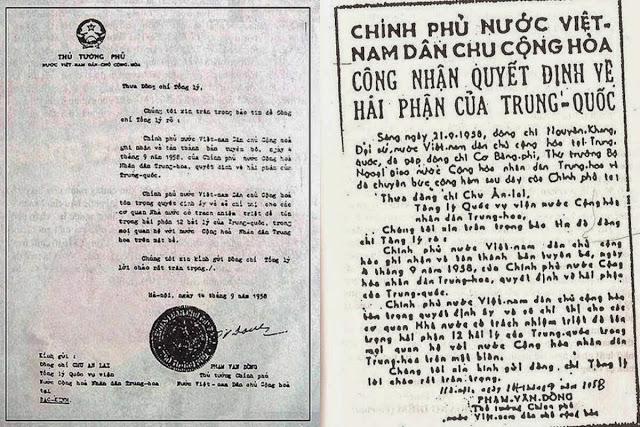 THỦ TƯỚNG PHỦ
NƯỚC VIỆT-NAM DÂN-CHỦ CỘNG-HÒA
Thưa Đồng chí Tổng lý,
Chúng tôi xin trân trọng báo tin để Đồng
chí Tổng lý rõ :
Chính phủ nước Việt-nam Dân chủ Cộng hoà
ghi nhận và tán thành bản tuyên bố, ngày 4
tháng 9 năm 1958, của Chính phủ nước Cộng hoà
Nhân dân Trung-hoa, quyết định về hải phận của
Trung-quốc.
Chính phủ nước Việt-nam Dân chủ Cộng hoà
tôn trọng quyết định ấy và sẽ chỉ thị cho các
cơ quan Nhà nước có trách nhiệm triệt để tôn
trọng hải phận 12 hải lý của Trung-quốc, trong
mọi quan hệ với nước Cộng hoà Nhân dân Trung
hoa trên mặt bể.
Chúng tôi xin kính gửi Đồng chí Tổng lý
lời chào rất trân trọng./.
Hà-nội, ngày 14 tháng 9 năm 1958
Kính gửi :
Đồng chí CHU AN LAI
Tổng lý Quốc vụ viện
Nước Cộng hoà Nhân dân Trung-hoa
tại
BẮC-KINH.
PHẠM VĂN ĐỒNG
Thủ tướng Chính phủ
Nước Việt-nam Dân chủ Cộng hoà
CHÍNH PHỦ NƯỚC VIỆT-
NAM DÂN CHỦ CỘNG HÒA
CÔNG NHẬN QUYẾT ĐỊNH VỀ
HẢI PHẬN CỦA TRUNG-QUỐC
Sáng ngày 21.9.1958, đồng chí Nguyễn-Khang,
Đại sứ nước Việt-nam dân chủ cộng hòa tại Trung-
quốc, đã gặp đồng chí Cơ Bằng-phi, Thứ trưởng Bộ
Ngoại giao nước Cộng hòa nhân dân Trung-hoa và
đã chuyển bức công hàm sau đây của Chính phủ ta:
Thưa đồng chí Chu Ân-lai,
Tổng lý Quốc vụ viện nước Cộng hòa
nhân dân Trung-hoa,
Chúng tôi xin trân trọng báo tin đồng
chí Tổng lý rõ:
Chính phủ nước Việt-nam dân chủ cộng
hòa ghi nhận và tán thành bản tuyên bố, ngày
4 tháng 9 năm 1958, của Chính phủ nước Cộng
hòa nhân dân Trung-hoa, quyết định về hải phận
của Trung-quốc.
Chính phủ nước Việt-nam dân chủ cộng hòa
tôn trọng quyết định ấy và sẽ chỉ thị cho các
cơ quan Nhà nước có trách nhiệm triệt để tôn
trọng hải phận 12 hải lý của Trung-quốc trong
mọi quan hệ với nước Cộng hòa nhân dân
Trung-hoa trên mặt biển.
Chúng tôi xin kính gửi đồng chí Tổng lý
lời chào rất trân trọng.
Hà-nội, ngày 14 tháng 9 năm 1958
PHẠM-VĂN-ĐỒNG
Thủ tướng Chính phủ
nước Việt-nam dân chủ cộng hòa